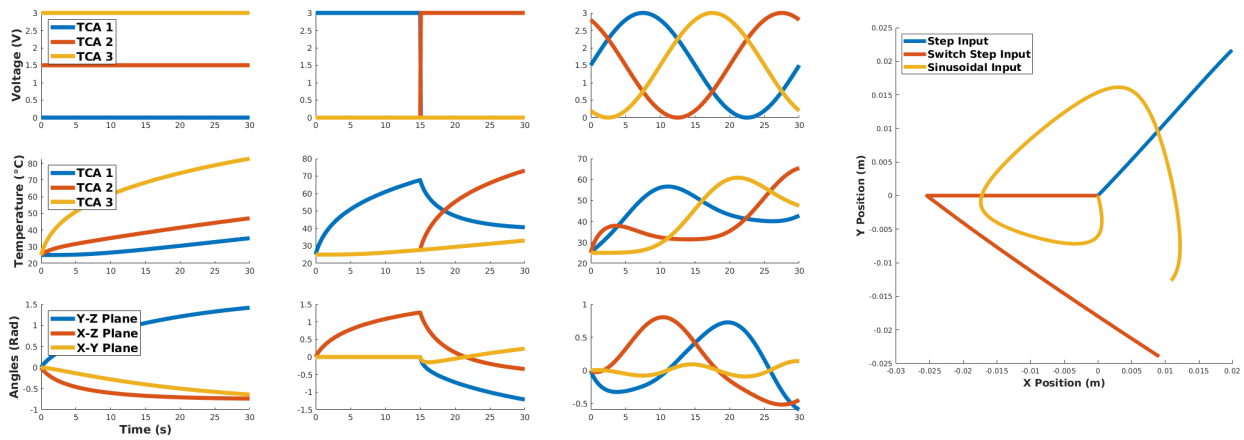 3
2.5
2
1.5
1
0.5
0
Voltage (V)
TCA 1
TCA 2
TCA 3
0 5 10 15 20 25 30
3
2.5
2
1.5
1
0.5
0
0 5 10 15 20 25 30
3
2.5
2
1.5
1
0.5
0
0 10 20 30
80
70
60
50
40
30
20
Temperature (°C)
TCA 1
TCA 2
TCA 3
0 5 10 15 20 25 30
80
70
60
50
40
30
20
0 5 10 15 20 25 30
70
60
50
40
30
20
0 5 10 15 20 25 30
1.5
1
0.5
0
-0.5
-1
Angles (Rad)
Y-Z Plane
X-Z Plane
X-Y Plane
0 5 10 15 20 25 30
Time (s)
1.5
1
0.5
0
-0.5
-1
-1.5
0 5 10 15 20 25 30
1
0.5
0
-0.5
0 5 10 15 20 25 30
0.025
0.02
0.015
0.01
0.005
0
-0.005
-0.01
-0.015
-0.02
-0.025
Y Position (m)
Step Input
Switch Step Input
Sinusoidal Input
-0.03 -0.025 -0.02 -0.015 -0.01 -0.005 0 0.005 0.01 0.015 0.02
X Position (m)